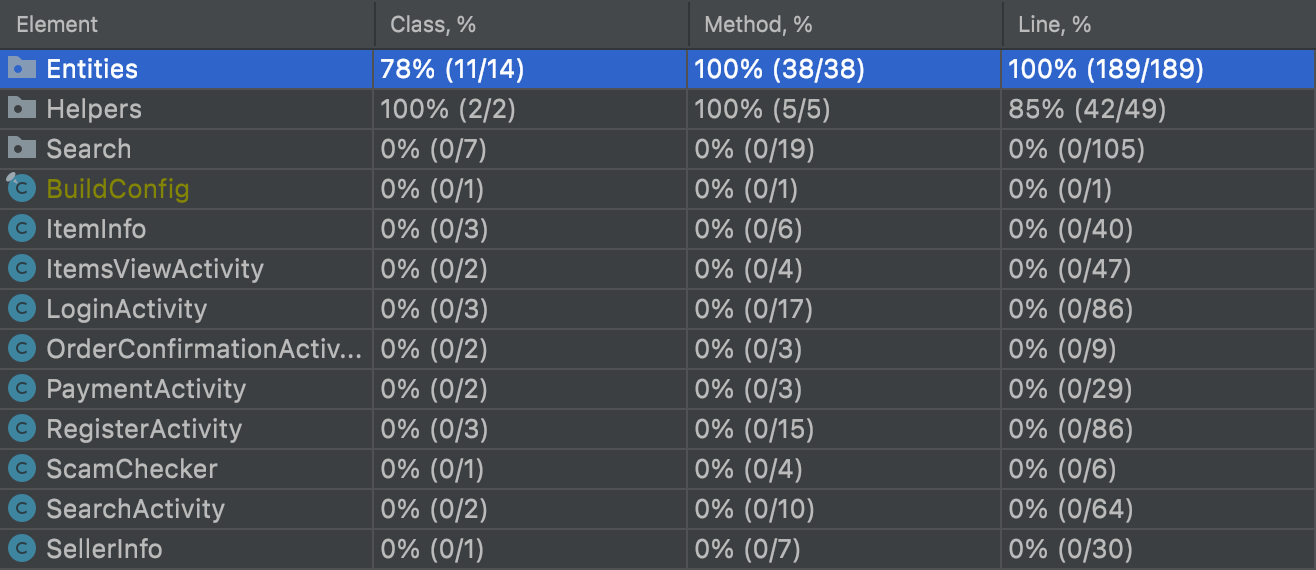 Element Class, % Method, % Line, %
Entities 78% (11/14) 100% (38/38) 100% (189/189)
Helpers 100% (2/2) 100% (5/5) 85% (42/49)
Search 0% (0/7) 0% (0/19) 0% (0/105)
C BuildConfig 0% (0/1) 0% (0/1) 0% (0/1)
C ItemInfo 0% (0/3) 0% (0/6) 0% (0/40)
C ItemsViewActivity 0% (0/2) 0% (0/4) 0% (0/47)
C LoginActivity 0% (0/3) 0% (0/17) 0% (0/86)
C OrderConfirmationActiv... 0% (0/2) 0% (0/3) 0% (0/9)
C PaymentActivity 0% (0/2) 0% (0/3) 0% (0/29)
C RegisterActivity 0% (0/3) 0% (0/15) 0% (0/86)
C ScamChecker 0% (0/1) 0% (0/4) 0% (0/6)
C SearchActivity 0% (0/2) 0% (0/10) 0% (0/64)
C SellerInfo 0% (0/1) 0% (0/7) 0% (0/30)